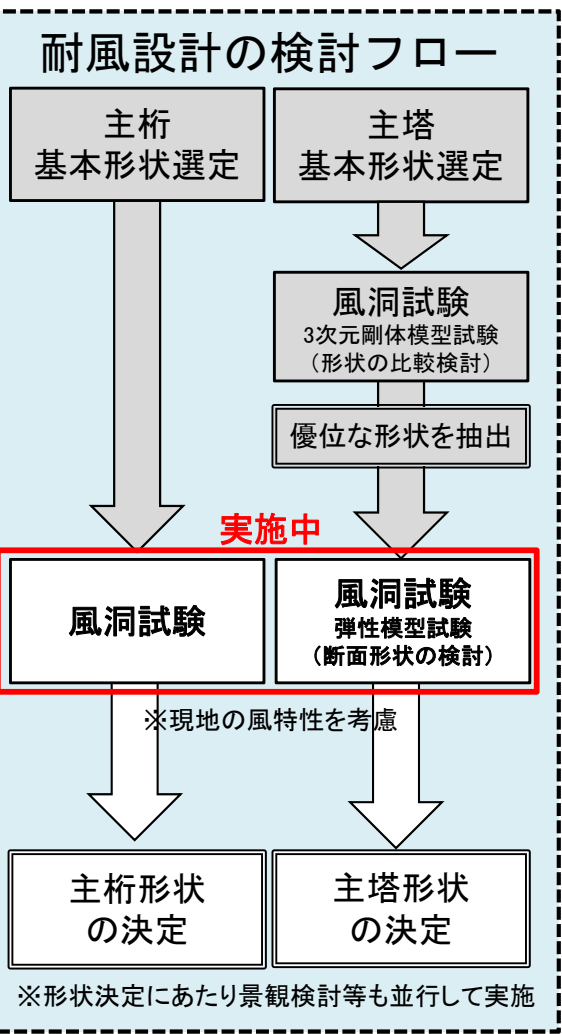 耐風設計の検討フロー
主桁
基本形状選定
主塔
基本形状選定
風洞試験
3次元剛体模型試験
（形状の比較検討）
優位な形状を抽出
実施中
風洞試験
風洞試験
弾性模型試験
（断面形状の検討）
※現地の風特性を考慮
主桁形状
の決定
主塔形状
の決定
※形状決定にあたり景観検討等も並行して実施